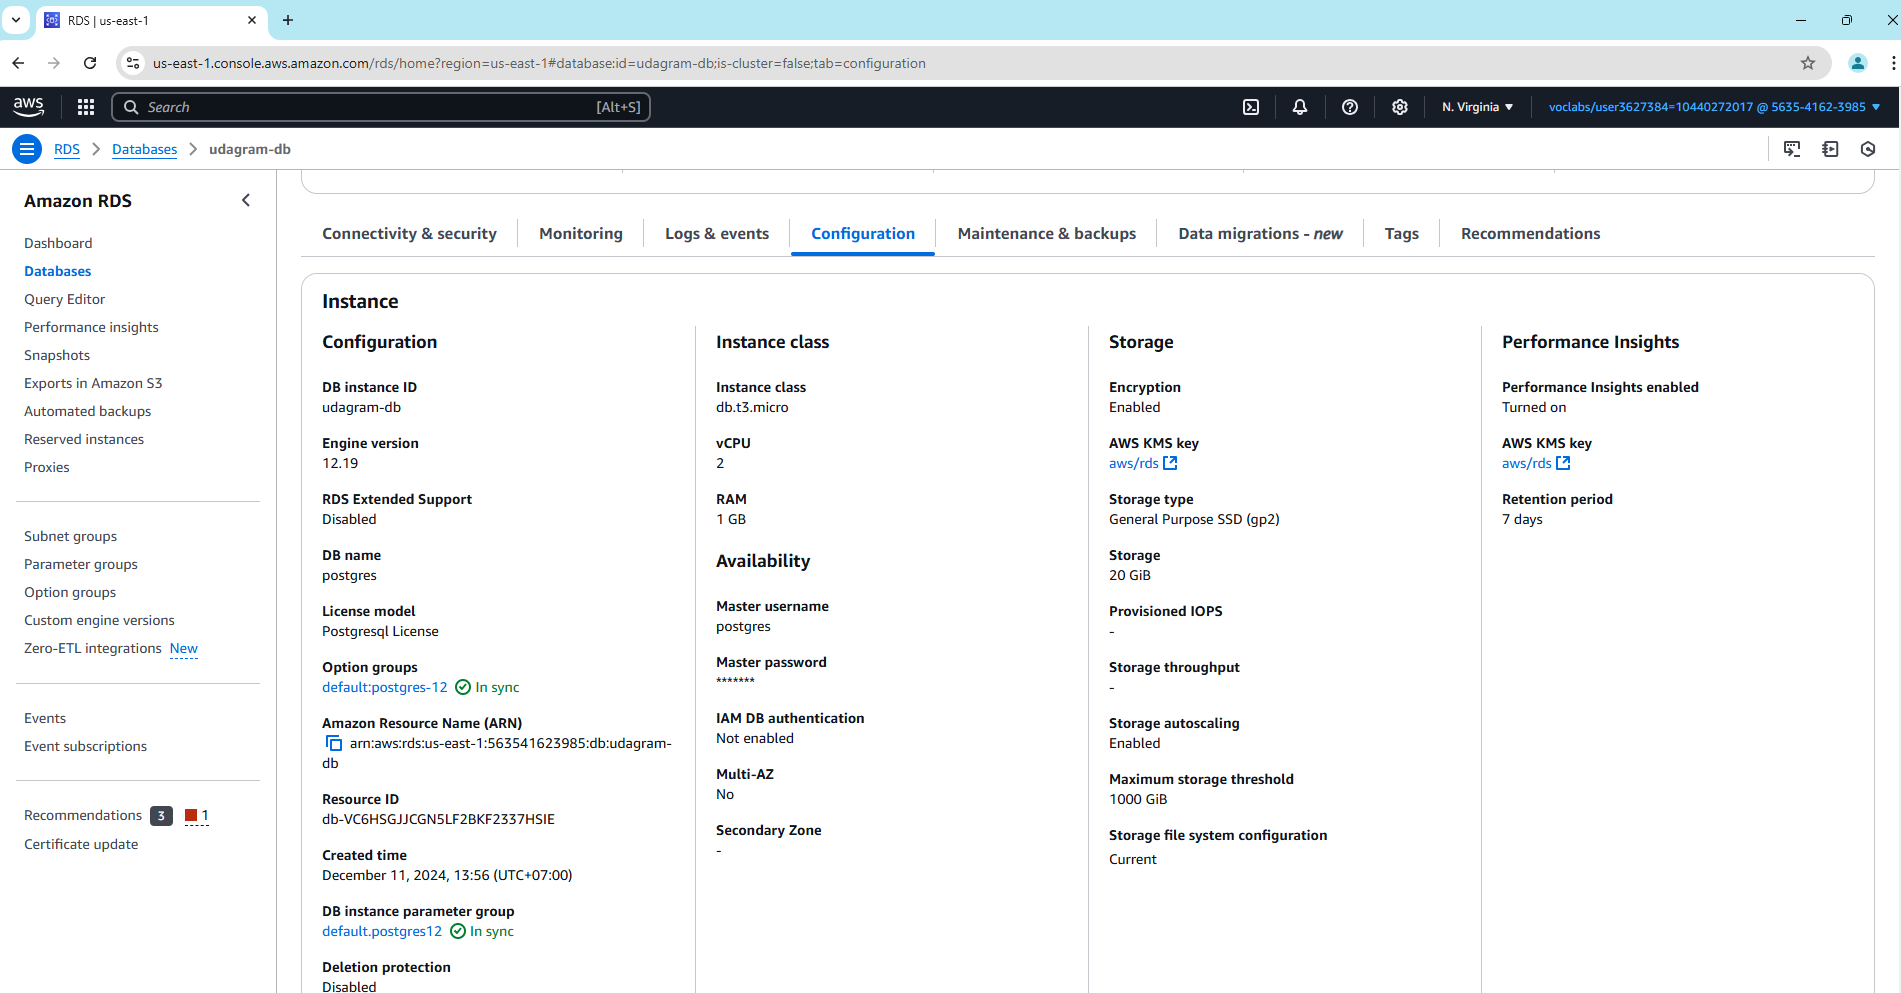 RDS | us-east-1
us-east-1.console.aws.amazon.com/rds/home?region=us-east-1#database:id=udagram-db;is-cluster=false;tab=configuration
aws
Search
[Alt+S]
N. Virginia
voclabs/user3627384=10440272017 @ 5635-4162-3985
RDS
Databases
udagram-db
Amazon RDS
Dashboard
Databases
Query Editor
Performance insights
Snapshots
Exports in Amazon S3
Automated backups
Reserved instances
Proxies
Subnet groups
Parameter groups
Option groups
Custom engine versions
Zero-ETL integrations New
Events
Event subscriptions
Recommendations 3 1
Certificate update
Connectivity & security
Monitoring
Logs & events
Configuration
Maintenance & backups
Data migrations - new
Tags
Recommendations
Instance
Configuration
DB instance ID
udagram-db
Engine version
12.19
RDS Extended Support
Disabled
DB name
postgres
License model
Postgresql License
Option groups
default:postgres-12 In sync
Amazon Resource Name (ARN)
arn:aws:rds:us-east-1:563541623985:db:udagram-
db
Resource ID
db-VC6HSGJJCGN5LF2BKF2337HSIE
Created time
December 11, 2024, 13:56 (UTC+07:00)
DB instance parameter group
default.postgres12 In sync
Deletion protection
Disabled
Instance class
Instance class
db.t3.micro
vCPU
2
RAM
1 GB
Availability
Master username
postgres
Master password
*******
IAM DB authentication
Not enabled
Multi-AZ
No
Secondary Zone
-
Storage
Encryption
Enabled
AWS KMS key
aws/rds
Storage type
General Purpose SSD (gp2)
Storage
20 GiB
Provisioned IOPS
-
Storage throughput
-
Storage autoscaling
Enabled
Maximum storage threshold
1000 GiB
Storage file system configuration
Current
Performance Insights
Performance Insights enabled
Turned on
AWS KMS key
aws/rds
Retention period
7 days